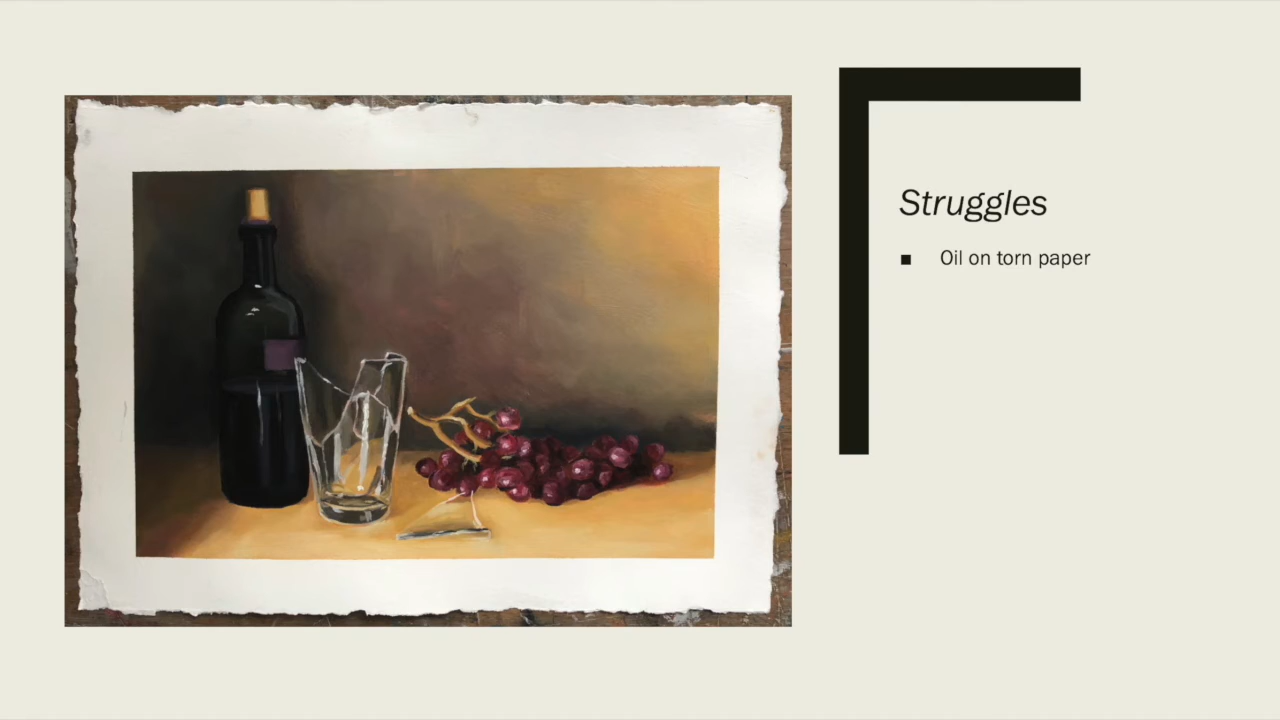 Struggles
■ Oil on torn paper